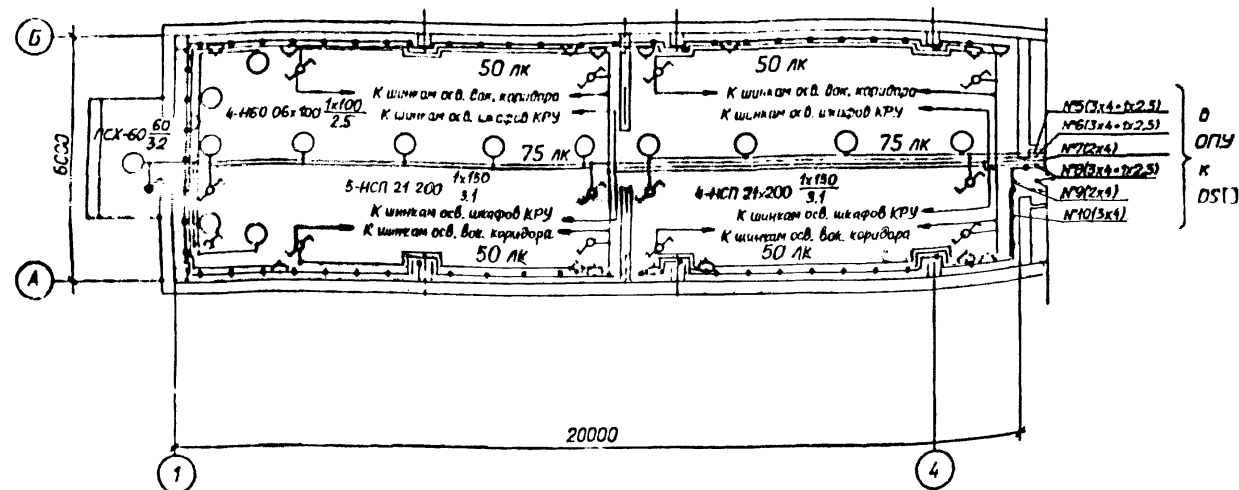 Б
А
6000
ПСХ-60 60/32
50 ЛК
К шинкам осв. вок. коридора
К шинкам осв. шкафов КРУ
4-НБО 06х100 1х100/2.5
75 ЛК
5-НСП 21 200 1х150/3.1
К шинкам осв. шкафов КРУ
К шинкам осв. вок. коридора
50 ЛК
50 ЛК
К шинкам осв. вок. коридора
К шинкам осв. шкафов КРУ
75 ЛК
4-НСП 21х200 1х150/3.1
К шинкам осв. шкафов КРУ
К шинкам осв. вок. коридора
50 ЛК
№5(3х4+1х2,5)
№6(3х4+1х2,5)
№7(2х4)
№8(3х4+1х2,5)
№9(2х4)
№10(3х4)
В
ОПУ
К
OS[]
20000
1
4